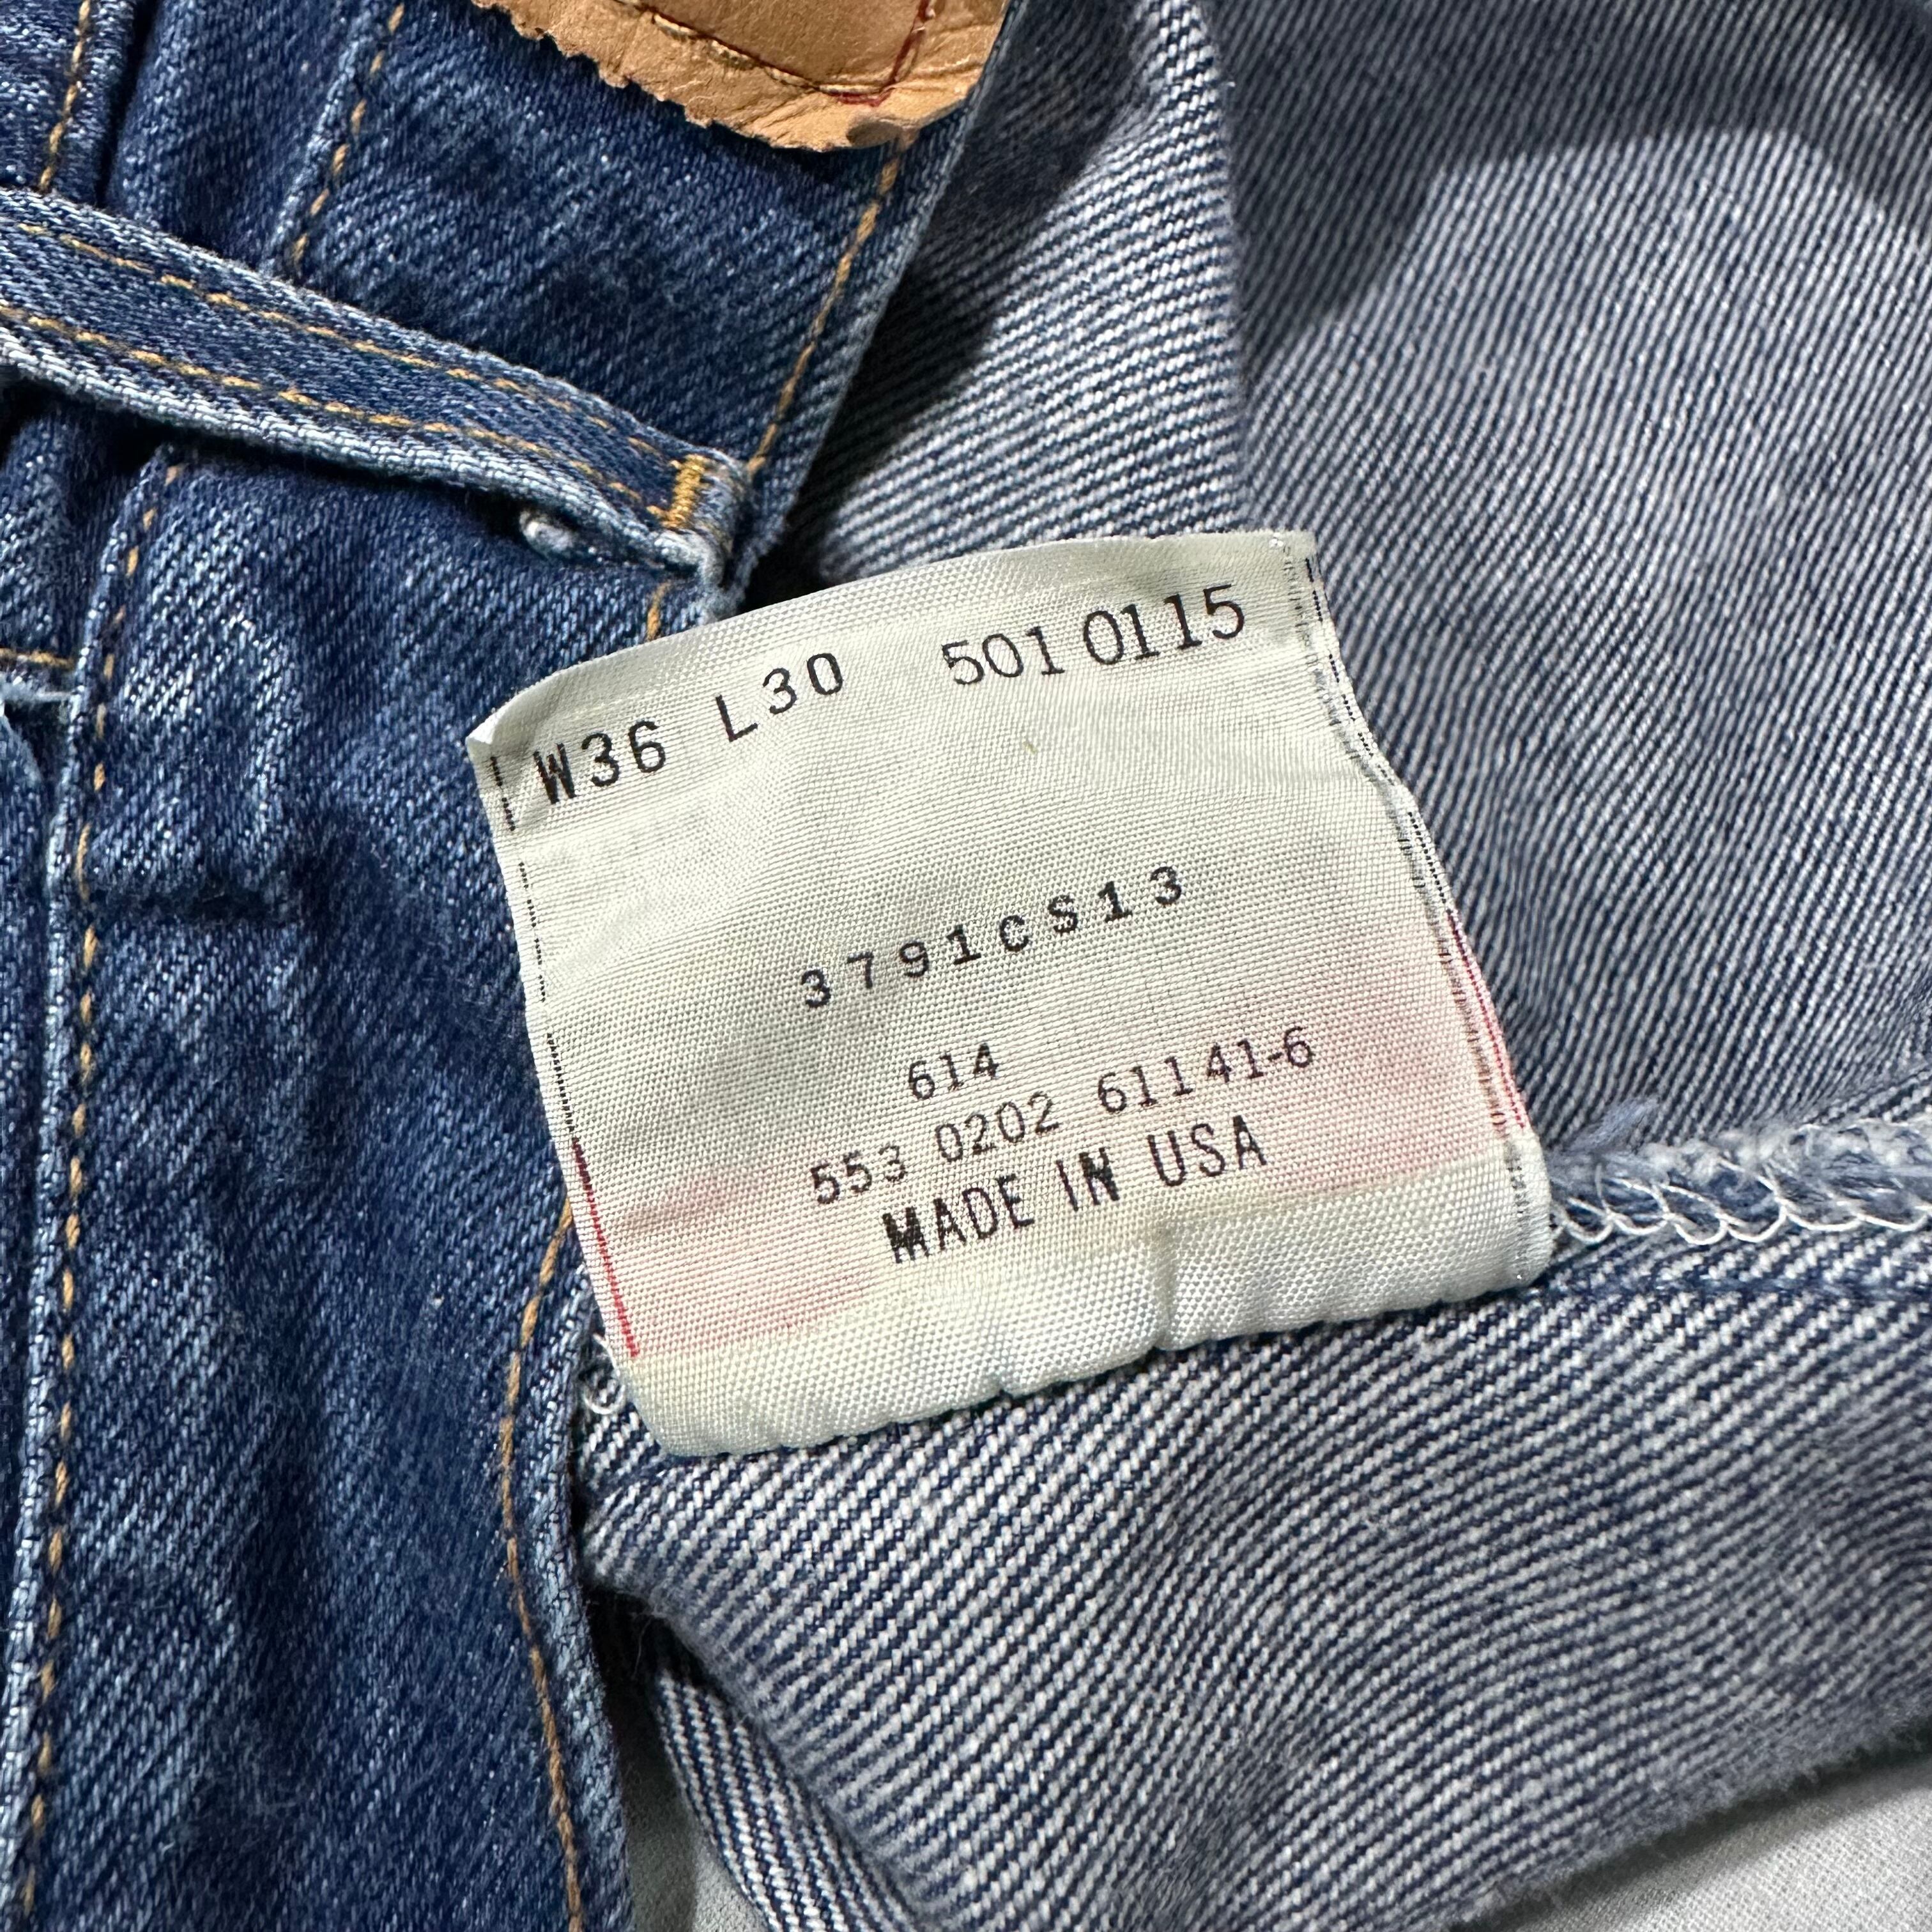 W36 L30 501 0115
3791CS13
614
553 0202 61141-6
MADE IN USA